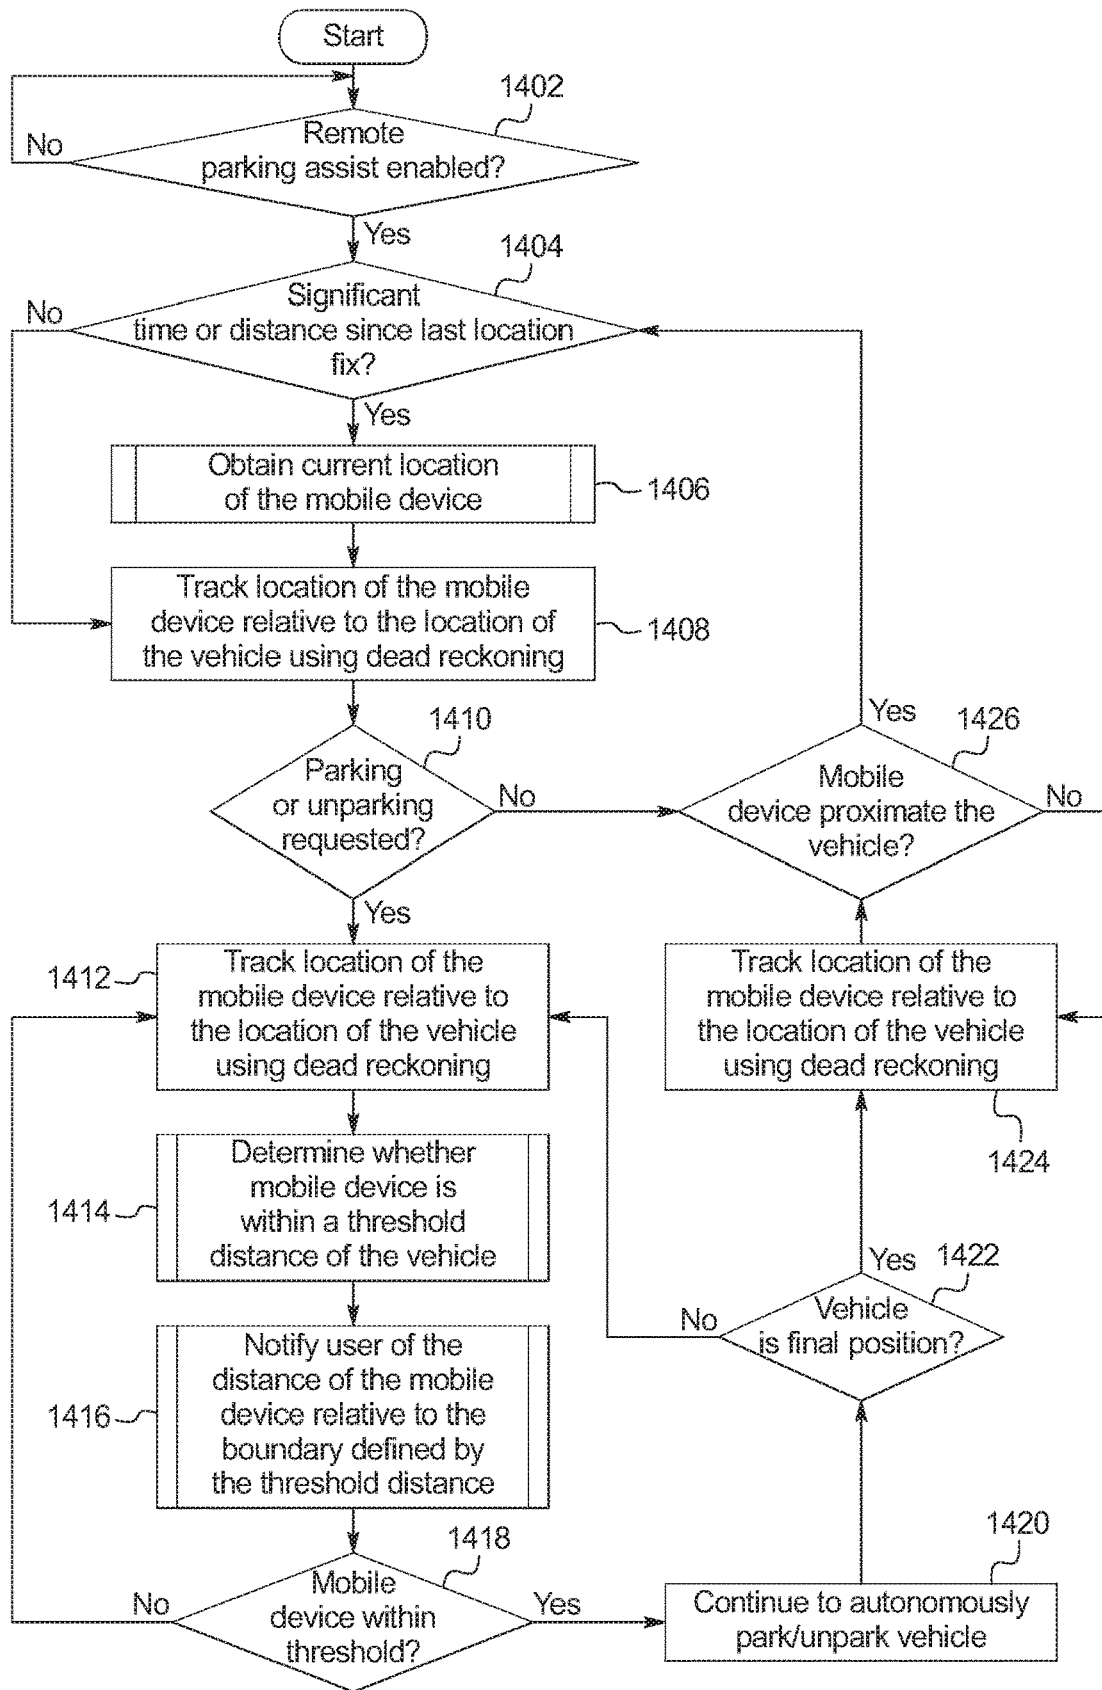 Start
1402
Remote
parking assist enabled?
No
Yes
1404
Significant
time or distance since last location
fix?
No
Yes
Obtain current location
of the mobile device
1406
Track location of the mobile
device relative to the location of
the vehicle using dead reckoning
1408
1410
Parking
or unparking
requested?
No
Yes
Yes
1426
Mobile
device proximate the
vehicle?
No
1412
Track location of the
mobile device relative to
the location of the vehicle
using dead reckoning
Track location of the
mobile device relative to
the location of the vehicle
using dead reckoning
1424
1414
Determine whether
mobile device is
within a threshold
distance of the vehicle
Yes
1422
Vehicle
is final position?
No
1416
Notify user of the
distance of the mobile
device relative to the
boundary defined by
the threshold distance
1418
Mobile
device within
threshold?
No
Yes
1420
Continue to autonomously
park/unpark vehicle